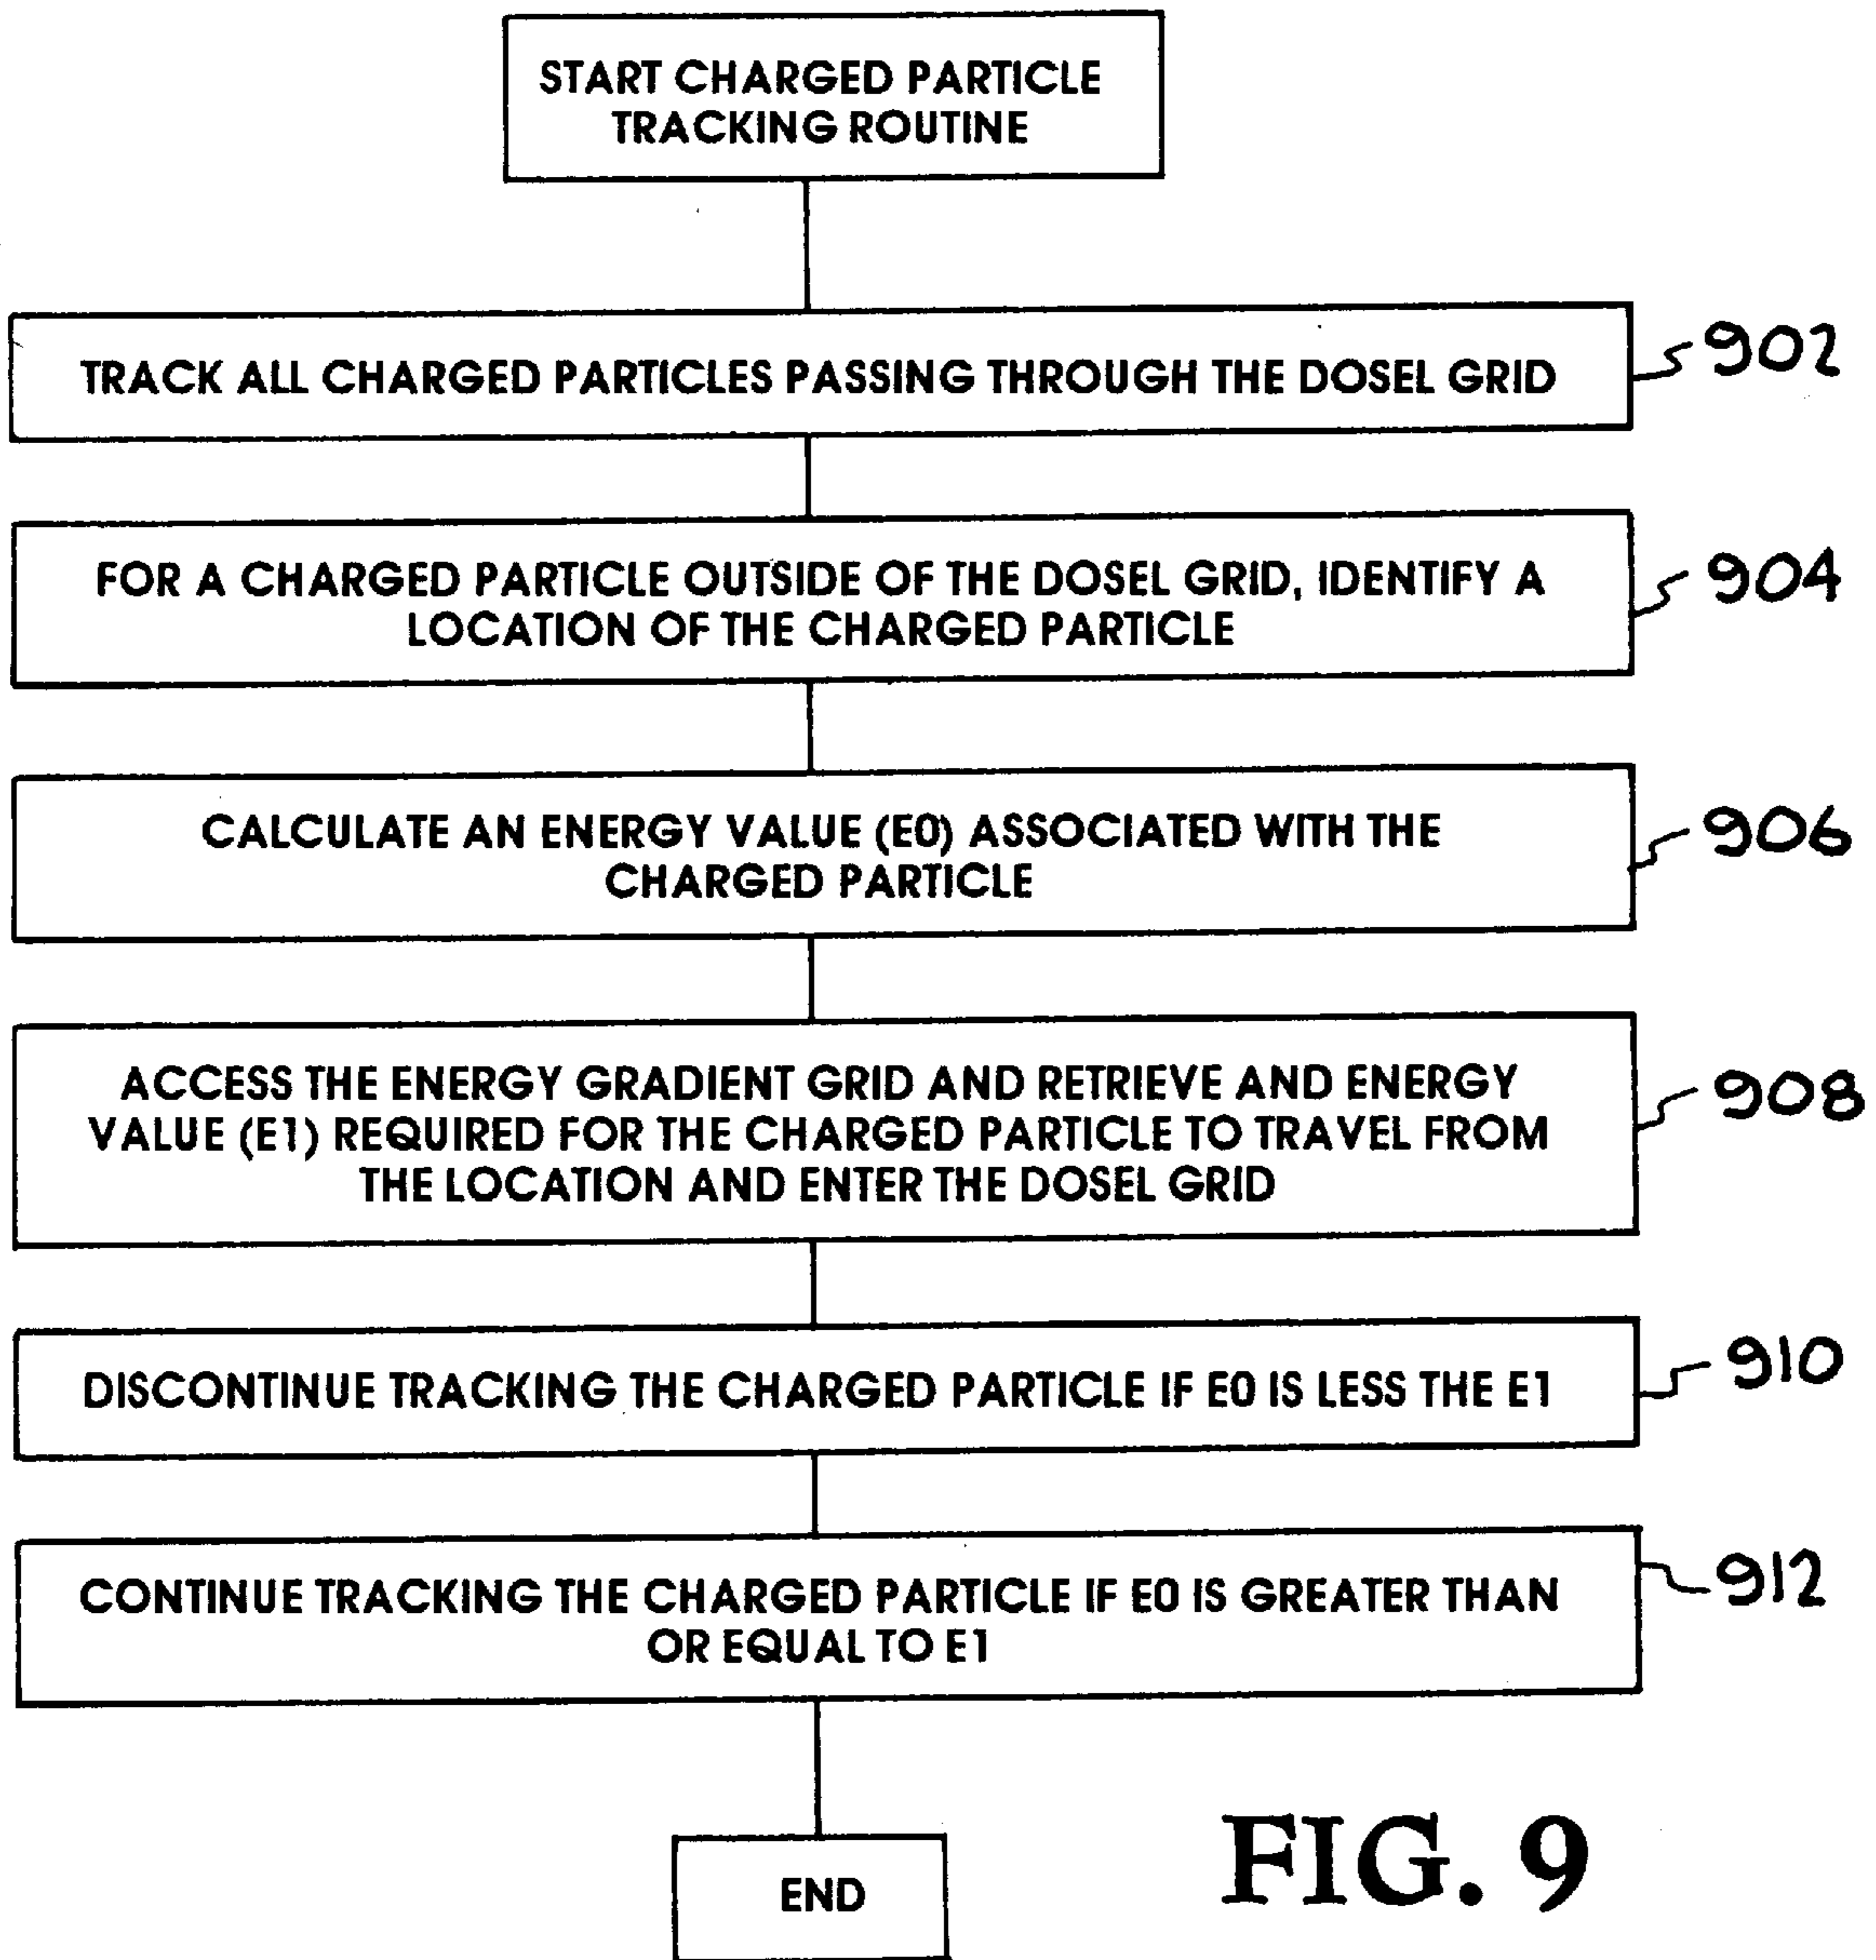 START CHARGED PARTICLE
TRACKING ROUTINE
TRACK ALL CHARGED PARTICLES PASSING THROUGH THE DOSEL GRID
902
FOR A CHARGED PARTICLE OUTSIDE OF THE DOSEL GRID, IDENTIFY A
LOCATION OF THE CHARGED PARTICLE
904
CALCULATE AN ENERGY VALUE (E0) ASSOCIATED WITH THE
CHARGED PARTICLE
906
ACCESS THE ENERGY GRADIENT GRID AND RETRIEVE AND ENERGY
VALUE (E1) REQUIRED FOR THE CHARGED PARTICLE TO TRAVEL FROM
THE LOCATION AND ENTER THE DOSEL GRID
908
DISCONTINUE TRACKING THE CHARGED PARTICLE IF E0 IS LESS THE E1
910
CONTINUE TRACKING THE CHARGED PARTICLE IF E0 IS GREATER THAN
OR EQUAL TO E1
912
END
FIG. 9